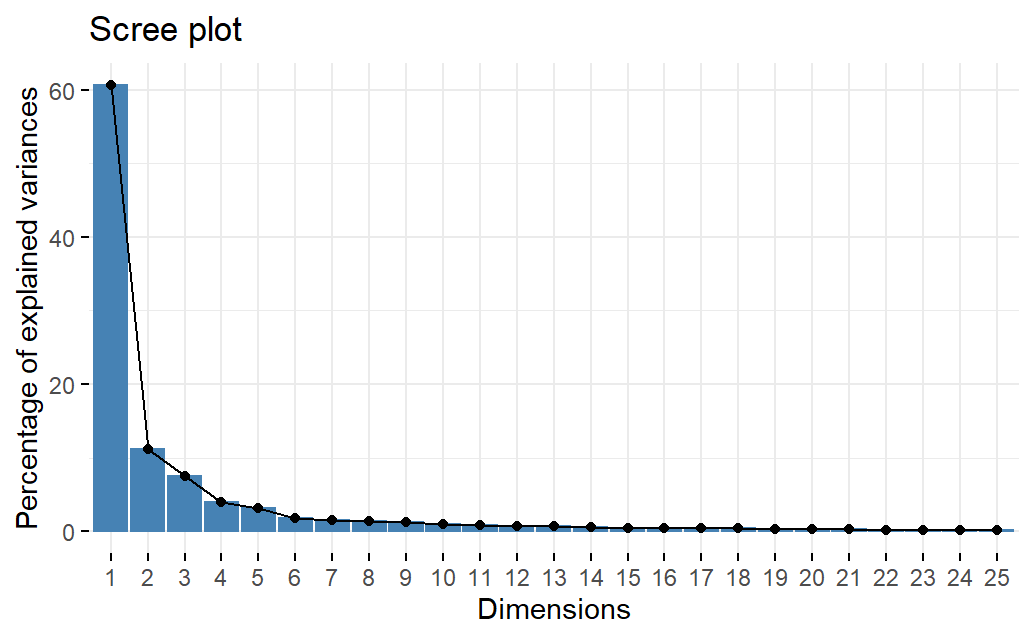 Scree plot
Percentage of explained variances
60
40
20
0
1 2 3 4 5 6 7 8 9 10 11 12 13 14 15 16 17 18 19 20 21 22 23 24 25
Dimensions